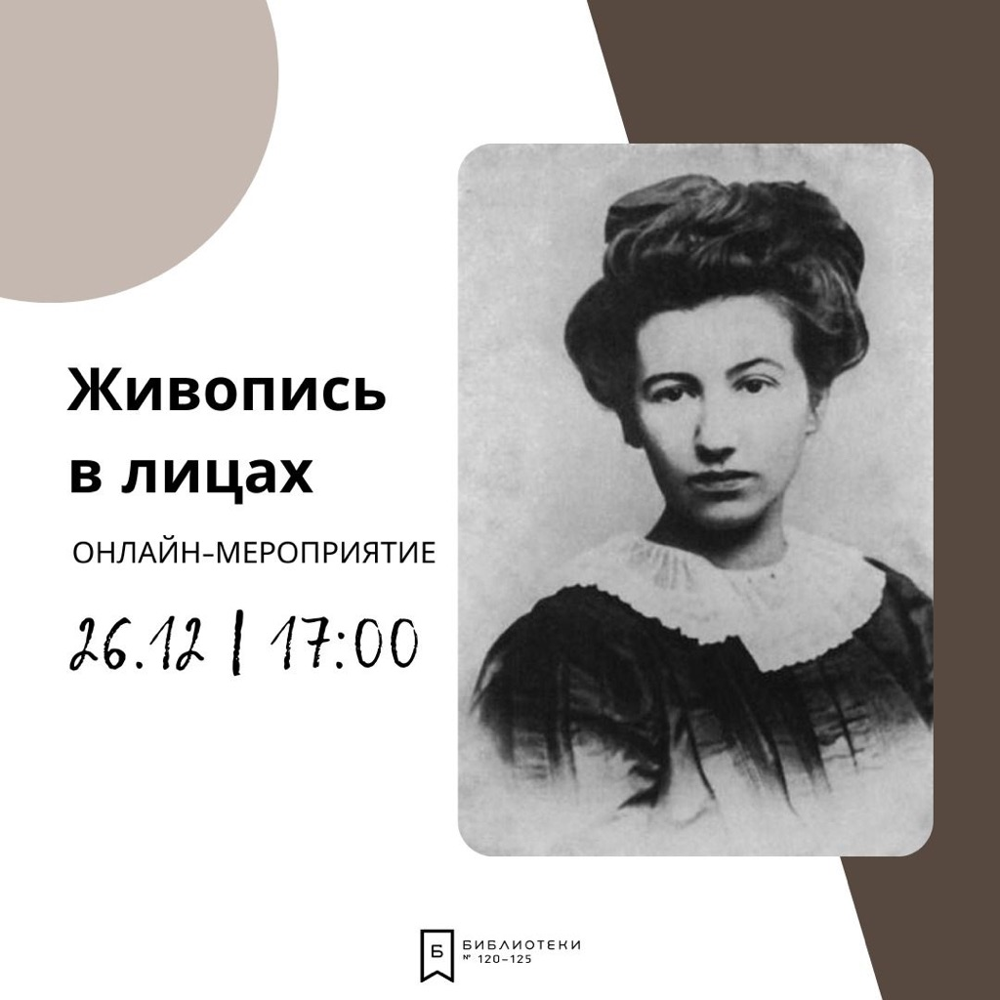 Живопись
в лицах
ОНЛАЙН-МЕРОПРИЯТИЕ
26.12 | 17:00
Б
БИБЛИОТЕКИ
№ 120-125